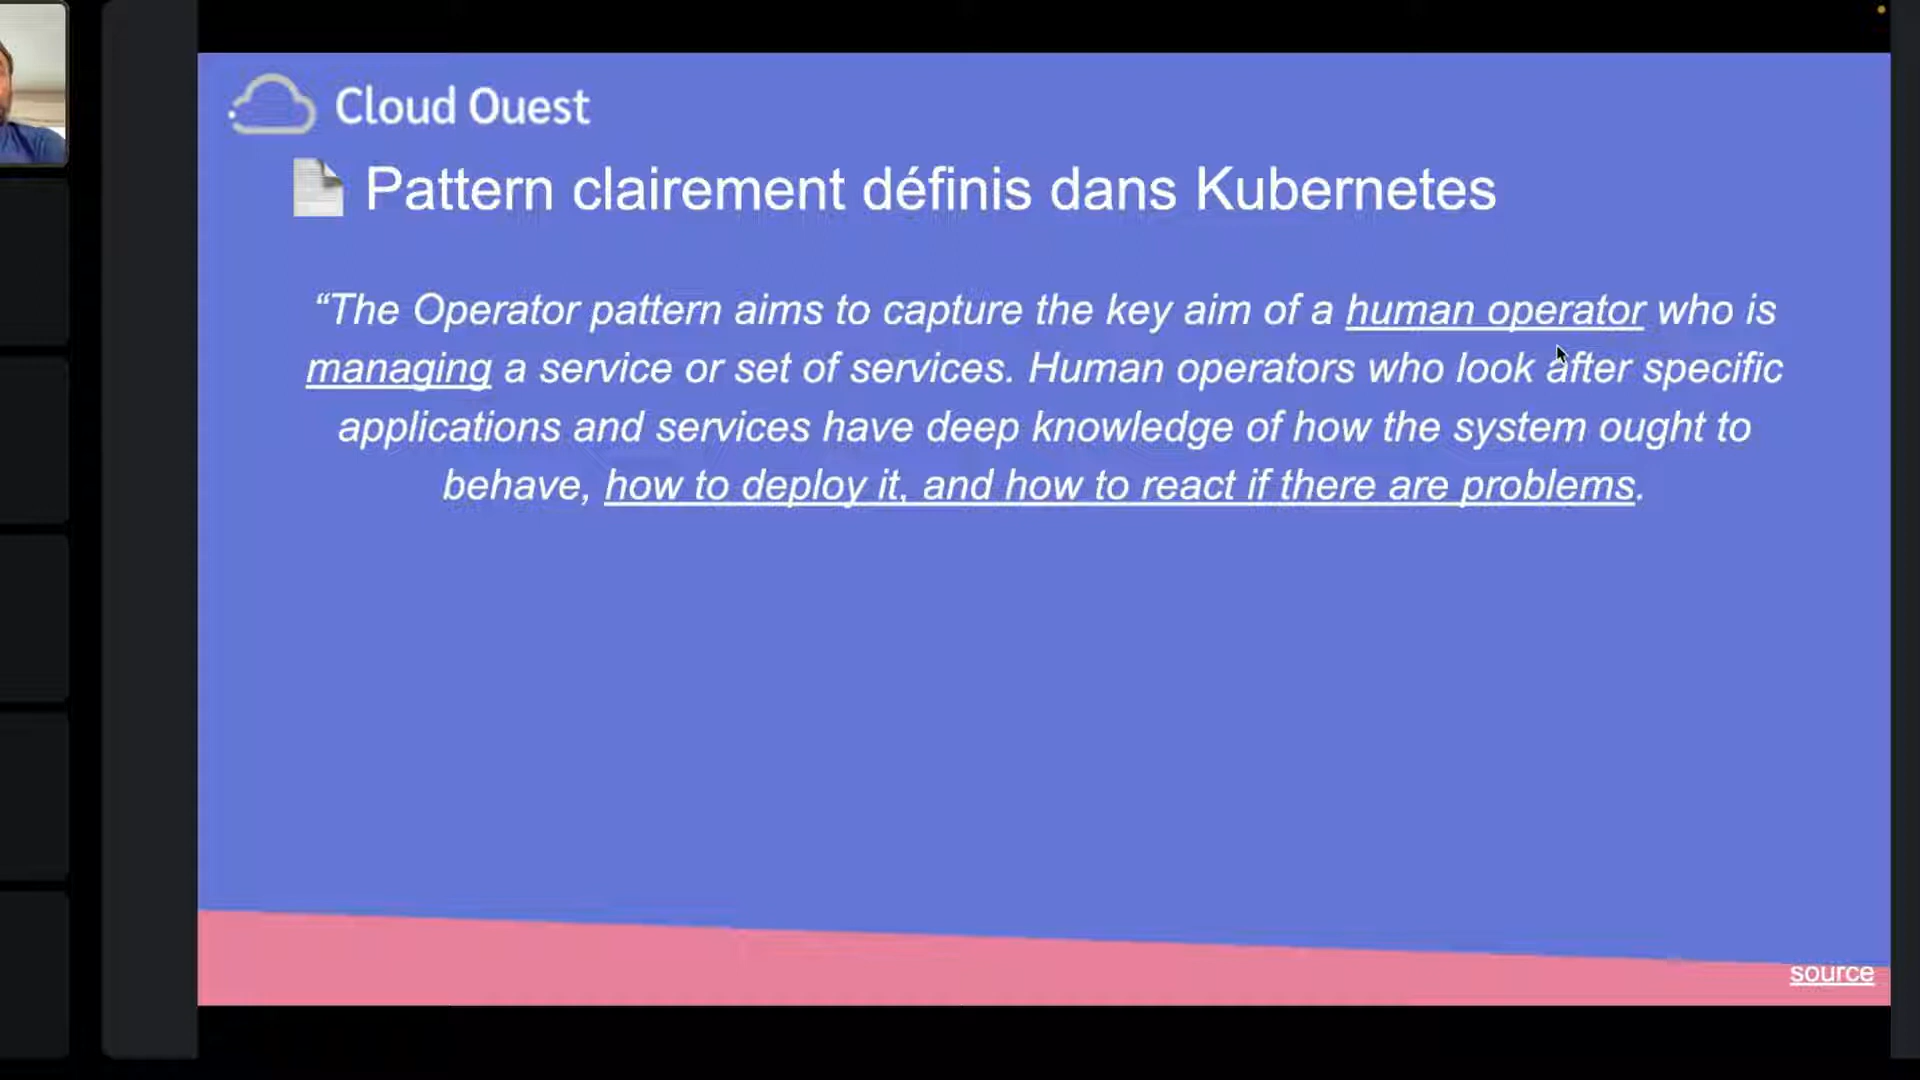 Cloud Ouest
Pattern clairement définis dans Kubernetes
“The Operator pattern aims to capture the key aim of a human operator who is
managing a service or set of services. Human operators who look after specific
applications and services have deep knowledge of how the system ought to
behave, how to deploy it, and how to react if there are problems.
source